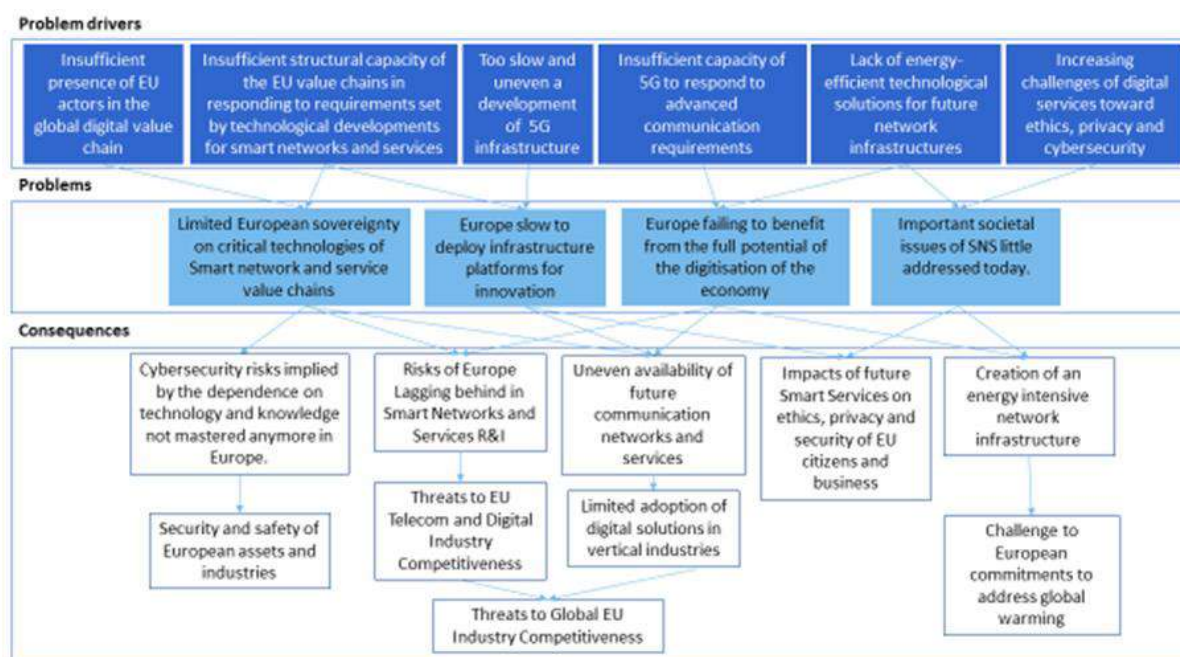 Problem drivers
Insufficient
presence of EU
actors in the
global digital value
chain
Insufficient structural capacity of
the EU value chains in
responding to requirements set
by technological developments
for smart networks and services
Too slow and
uneven a
development
of 5G
infrastructure
Insufficient capacity of
5G to respond to
advanced
communication
requirements
Lack of energy-
efficient technological
solutions for future
network
infrastructures
Increasing
challenges of digital
services toward
ethics, privacy and
cybersecurity
Problems
Limited European sovereignty
on critical technologies of
Smart network and service
value chains
Europe slow to
deploy infrastructure
platforms for
innovation
Europe failing to benefit
from the full potential of
the digitisation of the
economy
Important societal
issues of SNS little
addressed today.
Consequences
Cybersecurity risks implied
by the dependence on
technology and knowledge
not mastered anymore in
Europe.
Risks of Europe
Lagging behind in
Smart Networks and
Services R&I
Uneven availability of
future
communication
networks and
services
Impacts of future
Smart Services on
ethics, privacy and
security of EU
citizens and
business
Creation of an
energy intensive
network
infrastructure
Security and safety of
European assets and
industries
Threats to EU
Telecom and Digital
Industry
Competitiveness
Limited adoption of
digital solutions in
vertical industries
Challenge to
European
commitments to
address global
warming
Threats to Global EU
Industry Competitiveness